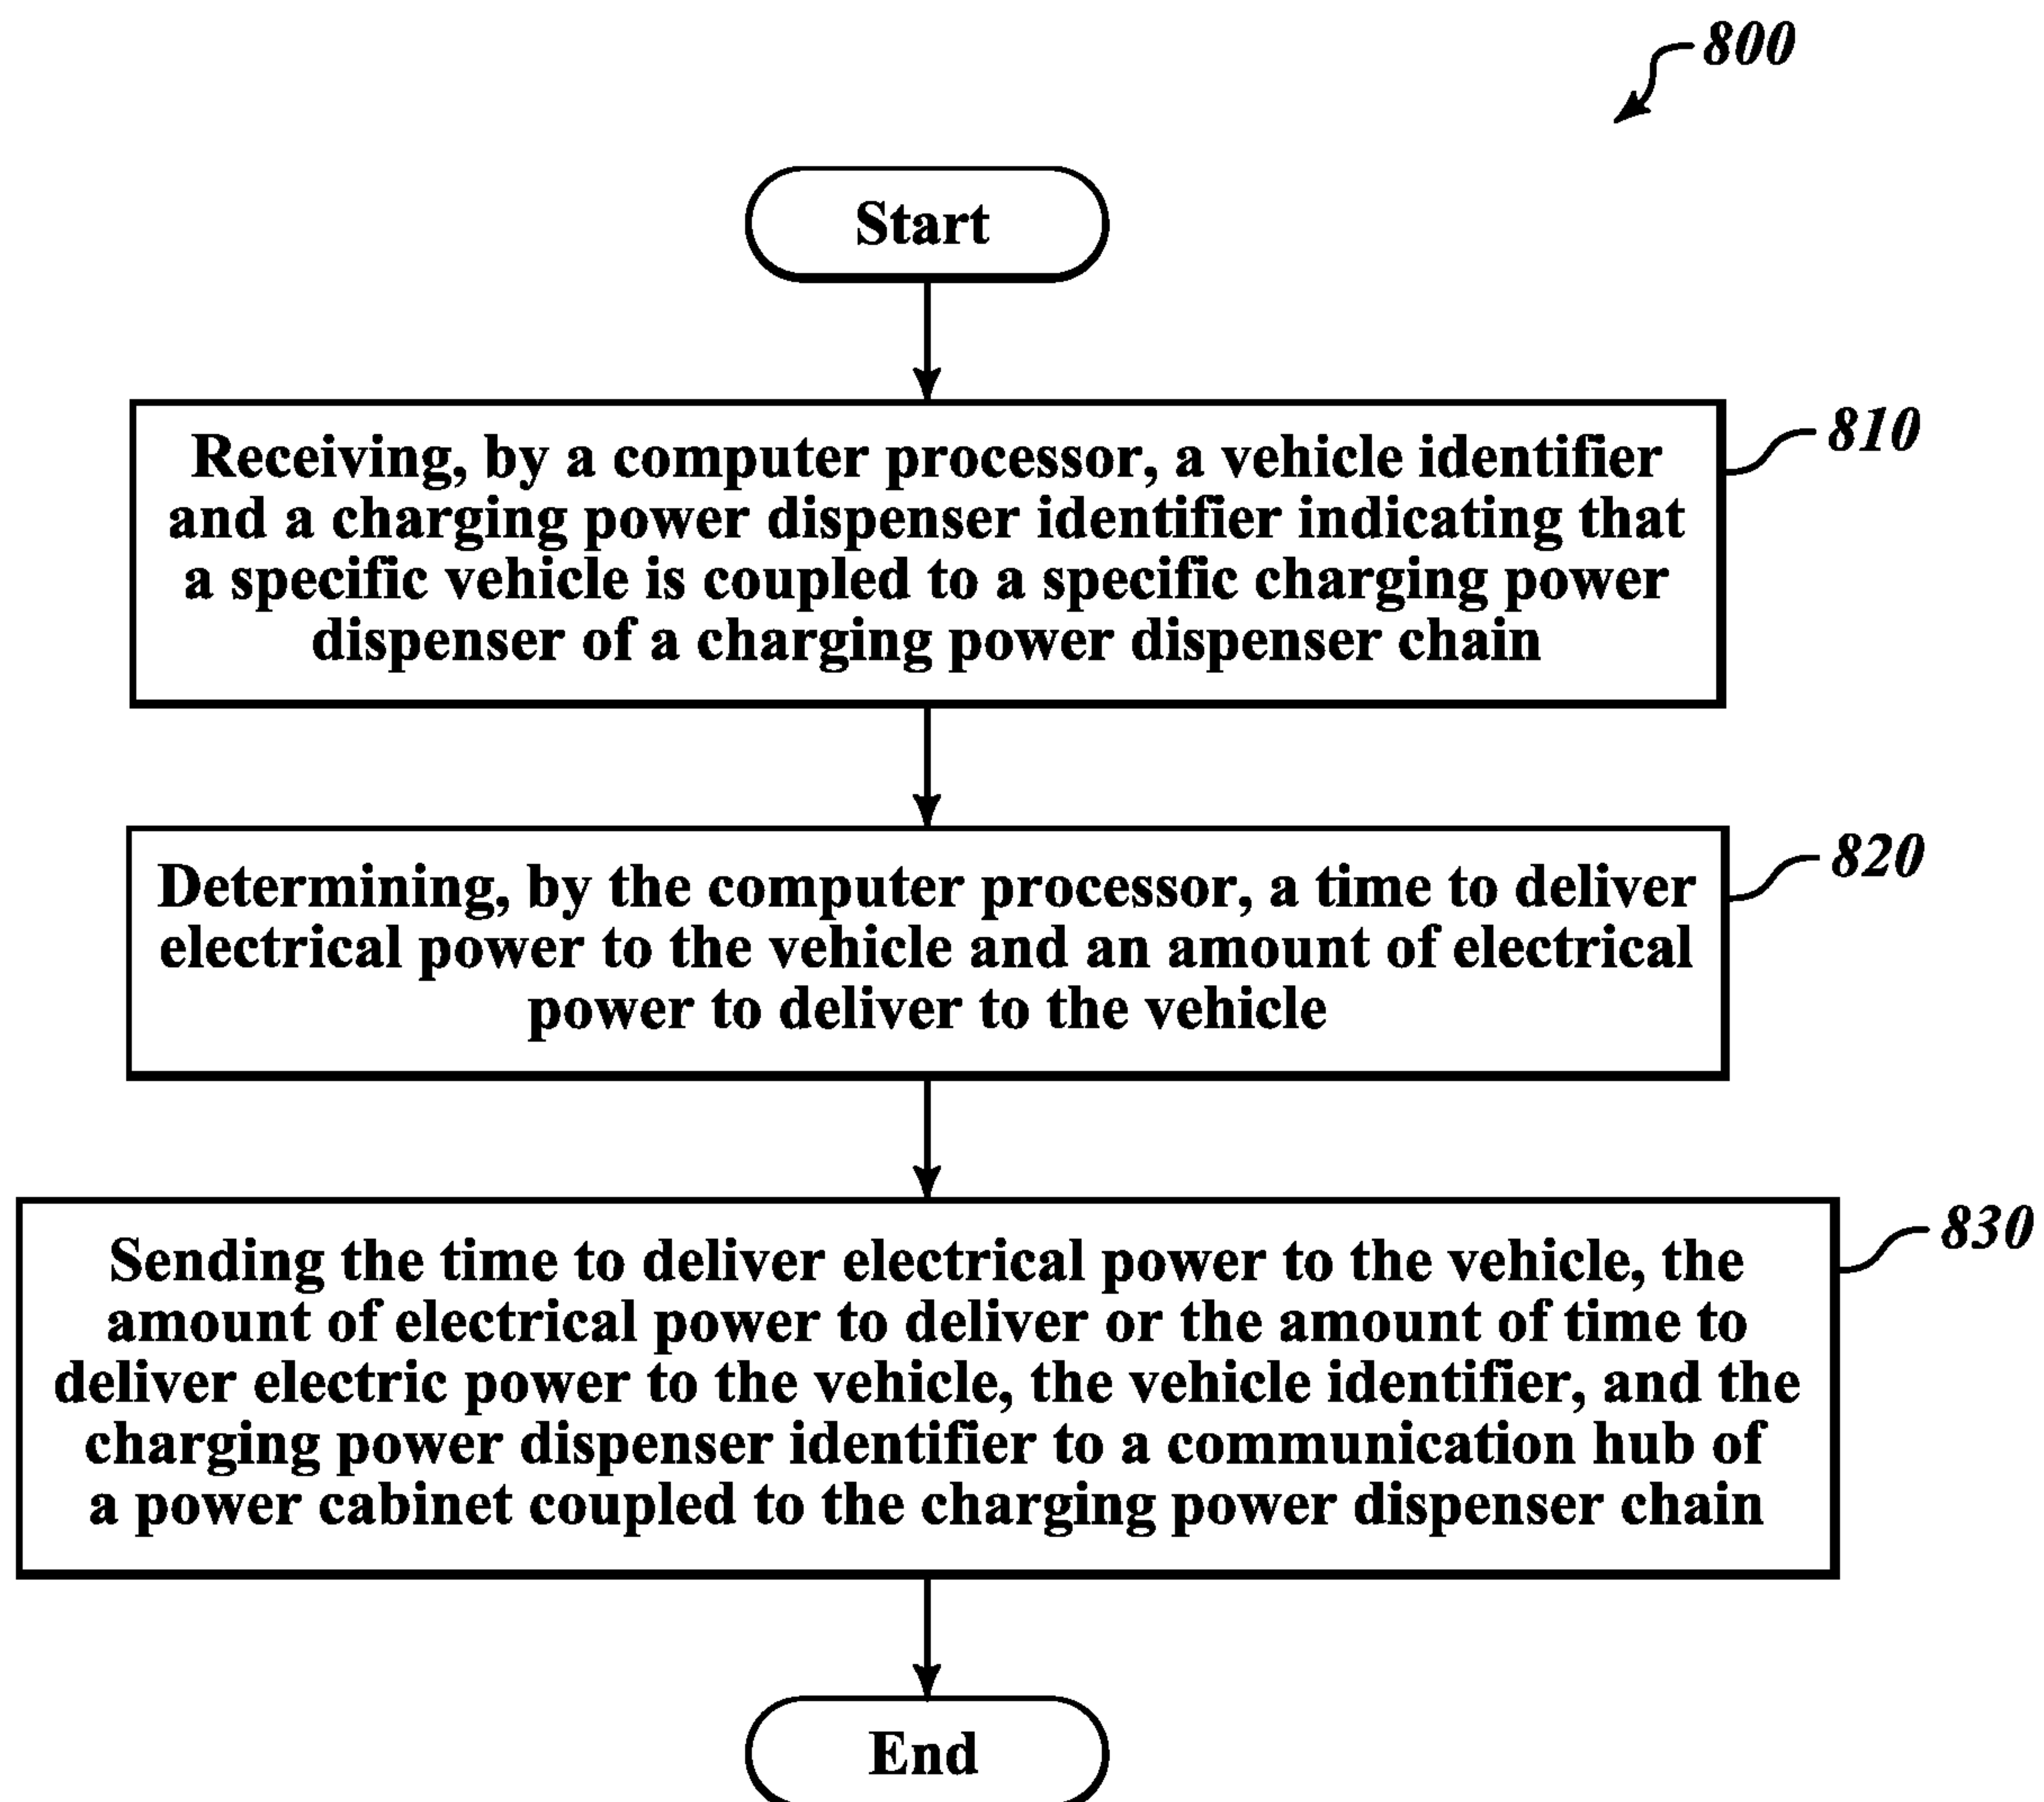 800
Start
810
Receiving, by a computer processor, a vehicle identifier
and a charging power dispenser identifier indicating that
a specific vehicle is coupled to a specific charging power
dispenser of a charging power dispenser chain
820
Determining, by the computer processor, a time to deliver
electrical power to the vehicle and an amount of electrical
power to deliver to the vehicle
830
Sending the time to deliver electrical power to the vehicle, the
amount of electrical power to deliver or the amount of time to
deliver electric power to the vehicle, the vehicle identifier, and the
charging power dispenser identifier to a communication hub of
a power cabinet coupled to the charging power dispenser chain
End